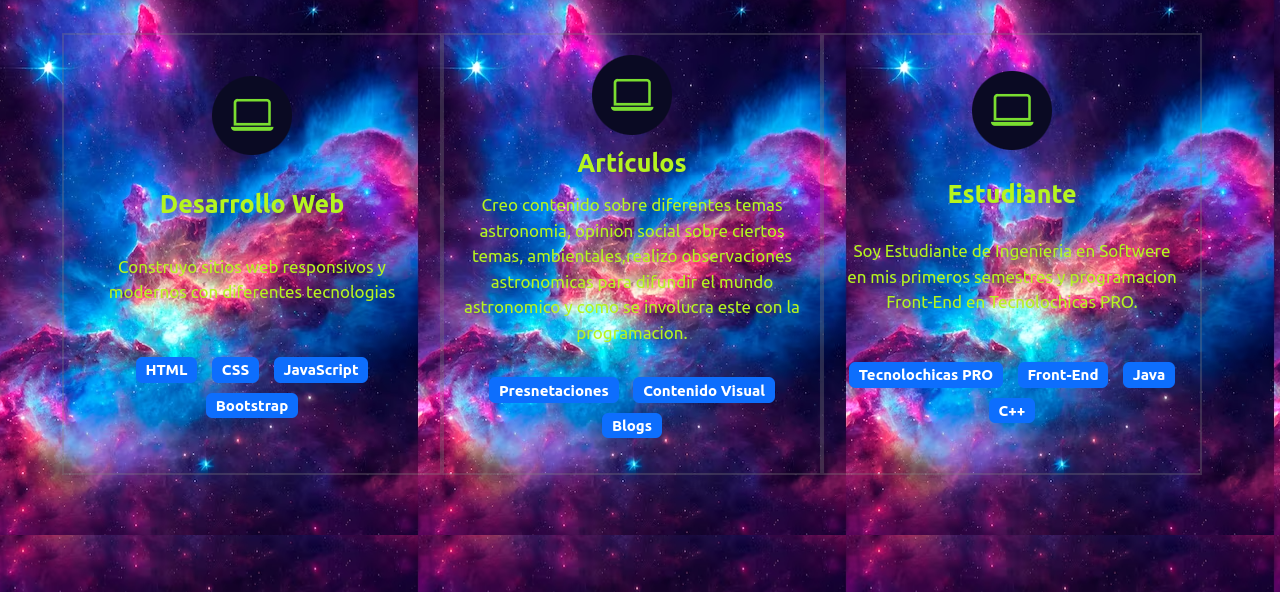 Desarrollo Web
Construyo sitios web responsivos y
modernos con diferentes tecnologias
HTML CSS JavaScript
Bootstrap
Artículos
Creo contenido sobre diferentes temas
astronomia, opinion social sobre ciertos
temas, ambientales,realizo observaciones
astronomicas para difundir el mundo
astronomico y como se involucra este con la
programacion.
Presnetaciones Contenido Visual
Blogs
Estudiante
Soy Estudiante de Ingenieria en Softwere
en mis primeros semestres y programacion
Front-End en Tecnolochicas PRO.
Tecnolochicas PRO Front-End Java
C++